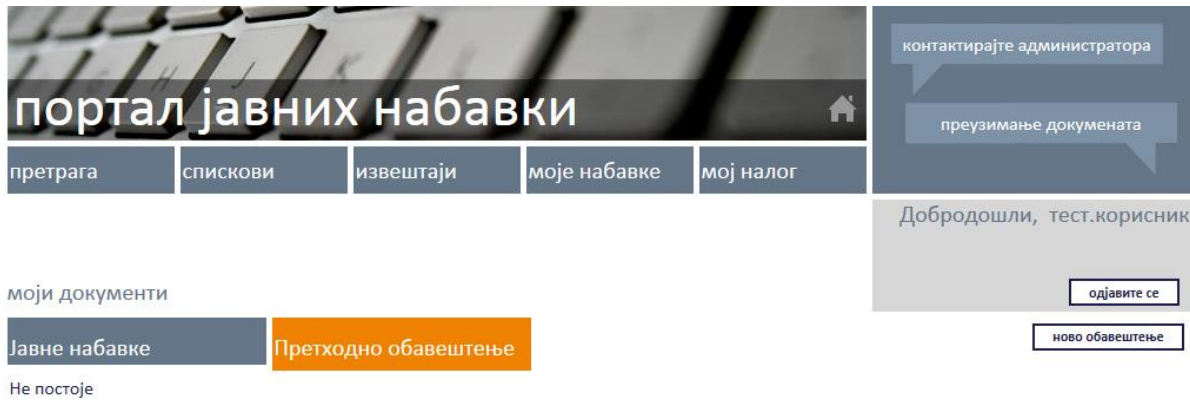 контактирајте администратора
преузимање докумената
портал јавних набавки
претрага
спискови
извештаји
моје набавке
мој налог
Добродошли, тест.корисник
одјавите се
моји документи
Јавне набавке
Претходно обавештење
ново обавештење
Не постоје